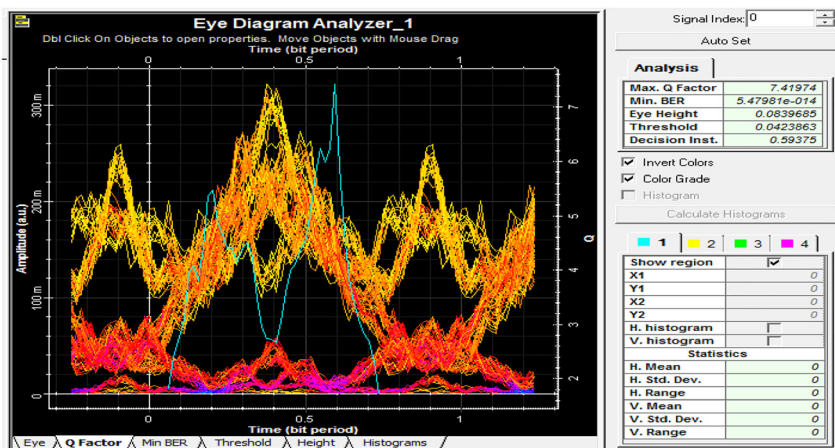 Eye Diagram Analyzer_1
Dbl Click On Objects to open properties. Move Objects with Mouse Drag
Time (bit period)
0 0.5 1
Amplitude (a.u.)
300 m
200 m
100 m
0
Q
7
6
5
4
3
2
0 0.5 1
Time (bit period)
Eye Q Factor Min BER Threshold Height Histograms
Signal Index: 0
Auto Set
Analysis
Max. Q Factor 7.41974
Min. BER 5.47981e-014
Eye Height 0.0839685
Threshold 0.0423863
Decision Inst. 0.59375
Invert Colors
Color Grade
Histogram
Calculate Histograms
1 2 3 4
Show region
X1 0
Y1 0
X2 0
Y2 0
H. histogram
V. histogram
Statistics
H. Mean 0
H. Std. Dev. 0
H. Range 0
V. Mean 0
V. Std. Dev. 0
V. Range 0